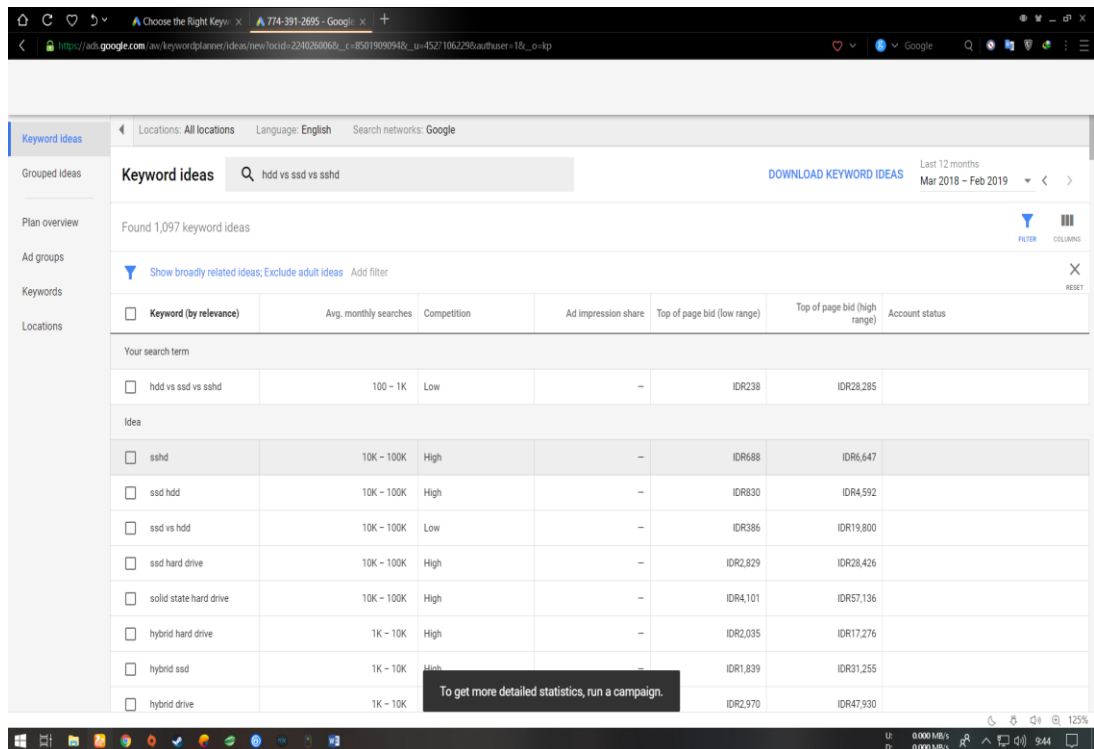 Choose the Right Keyw
774-391-2695 - Google
https://ads.google.com/aw/keywordplanner/ideas/new?ocid=224026006&_c=8501909094&_u=4527106229&authuser=1&_o=kp
Google
Locations: All locations Language: English Search networks: Google
Keyword ideas
Grouped ideas
Plan overview
Ad groups
Keywords
Locations
Keyword ideas
hdd vs ssd vs sshd
DOWNLOAD KEYWORD IDEAS
Last 12 months
Mar 2018 – Feb 2019
Found 1,097 keyword ideas
FILTER
COLUMNS
Show broadly related ideas; Exclude adult ideas Add filter
RESET
Keyword (by relevance) Avg. monthly searches Competition Ad impression share Top of page bid (low range) Top of page bid (high range) Account status
Your search term
hdd vs ssd vs sshd 100 – 1K Low – IDR238 IDR28,285
Idea
sshd 10K – 100K High – IDR688 IDR6,647
ssd hdd 10K – 100K High – IDR830 IDR4,592
ssd vs hdd 10K – 100K Low – IDR386 IDR19,800
ssd hard drive 10K – 100K High – IDR2,829 IDR28,426
solid state hard drive 10K – 100K High – IDR4,101 IDR57,136
hybrid hard drive 1K – 10K High – IDR2,035 IDR17,276
hybrid ssd 1K – 10K High – IDR1,839 IDR31,255
hybrid drive 1K – 10K IDR2,970 IDR47,930
To get more detailed statistics, run a campaign.
125%
U: 0.000 MB/s
D: 0.000 MB/s
9:44